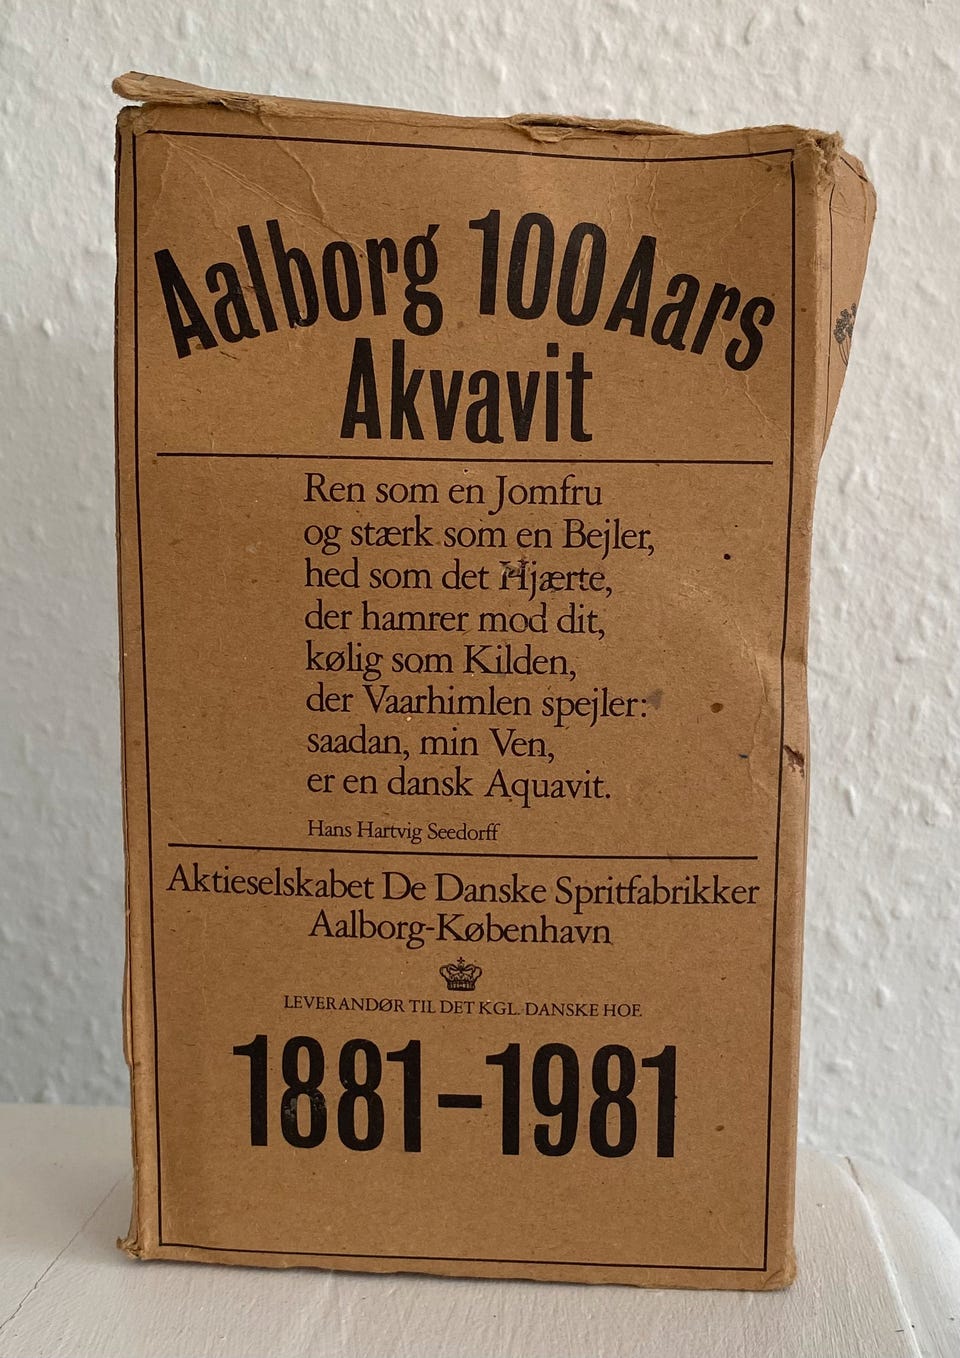 Aalborg 100 Aars
Akvavit
Ren som en Jomfru
og stærk som en Bejler,
hed som det Hjærte,
der hamrer mod dit,
kølig som Kilden,
der Vaarhimlen spejler:
saadan, min Ven,
er en dansk Aquavit.
Hans Hartvig Seedorff
Aktieselskabet De Danske Spritfabrikker
Aalborg-København
LEVERANDØR TIL DET KGL. DANSKE HOF.
1881-1981